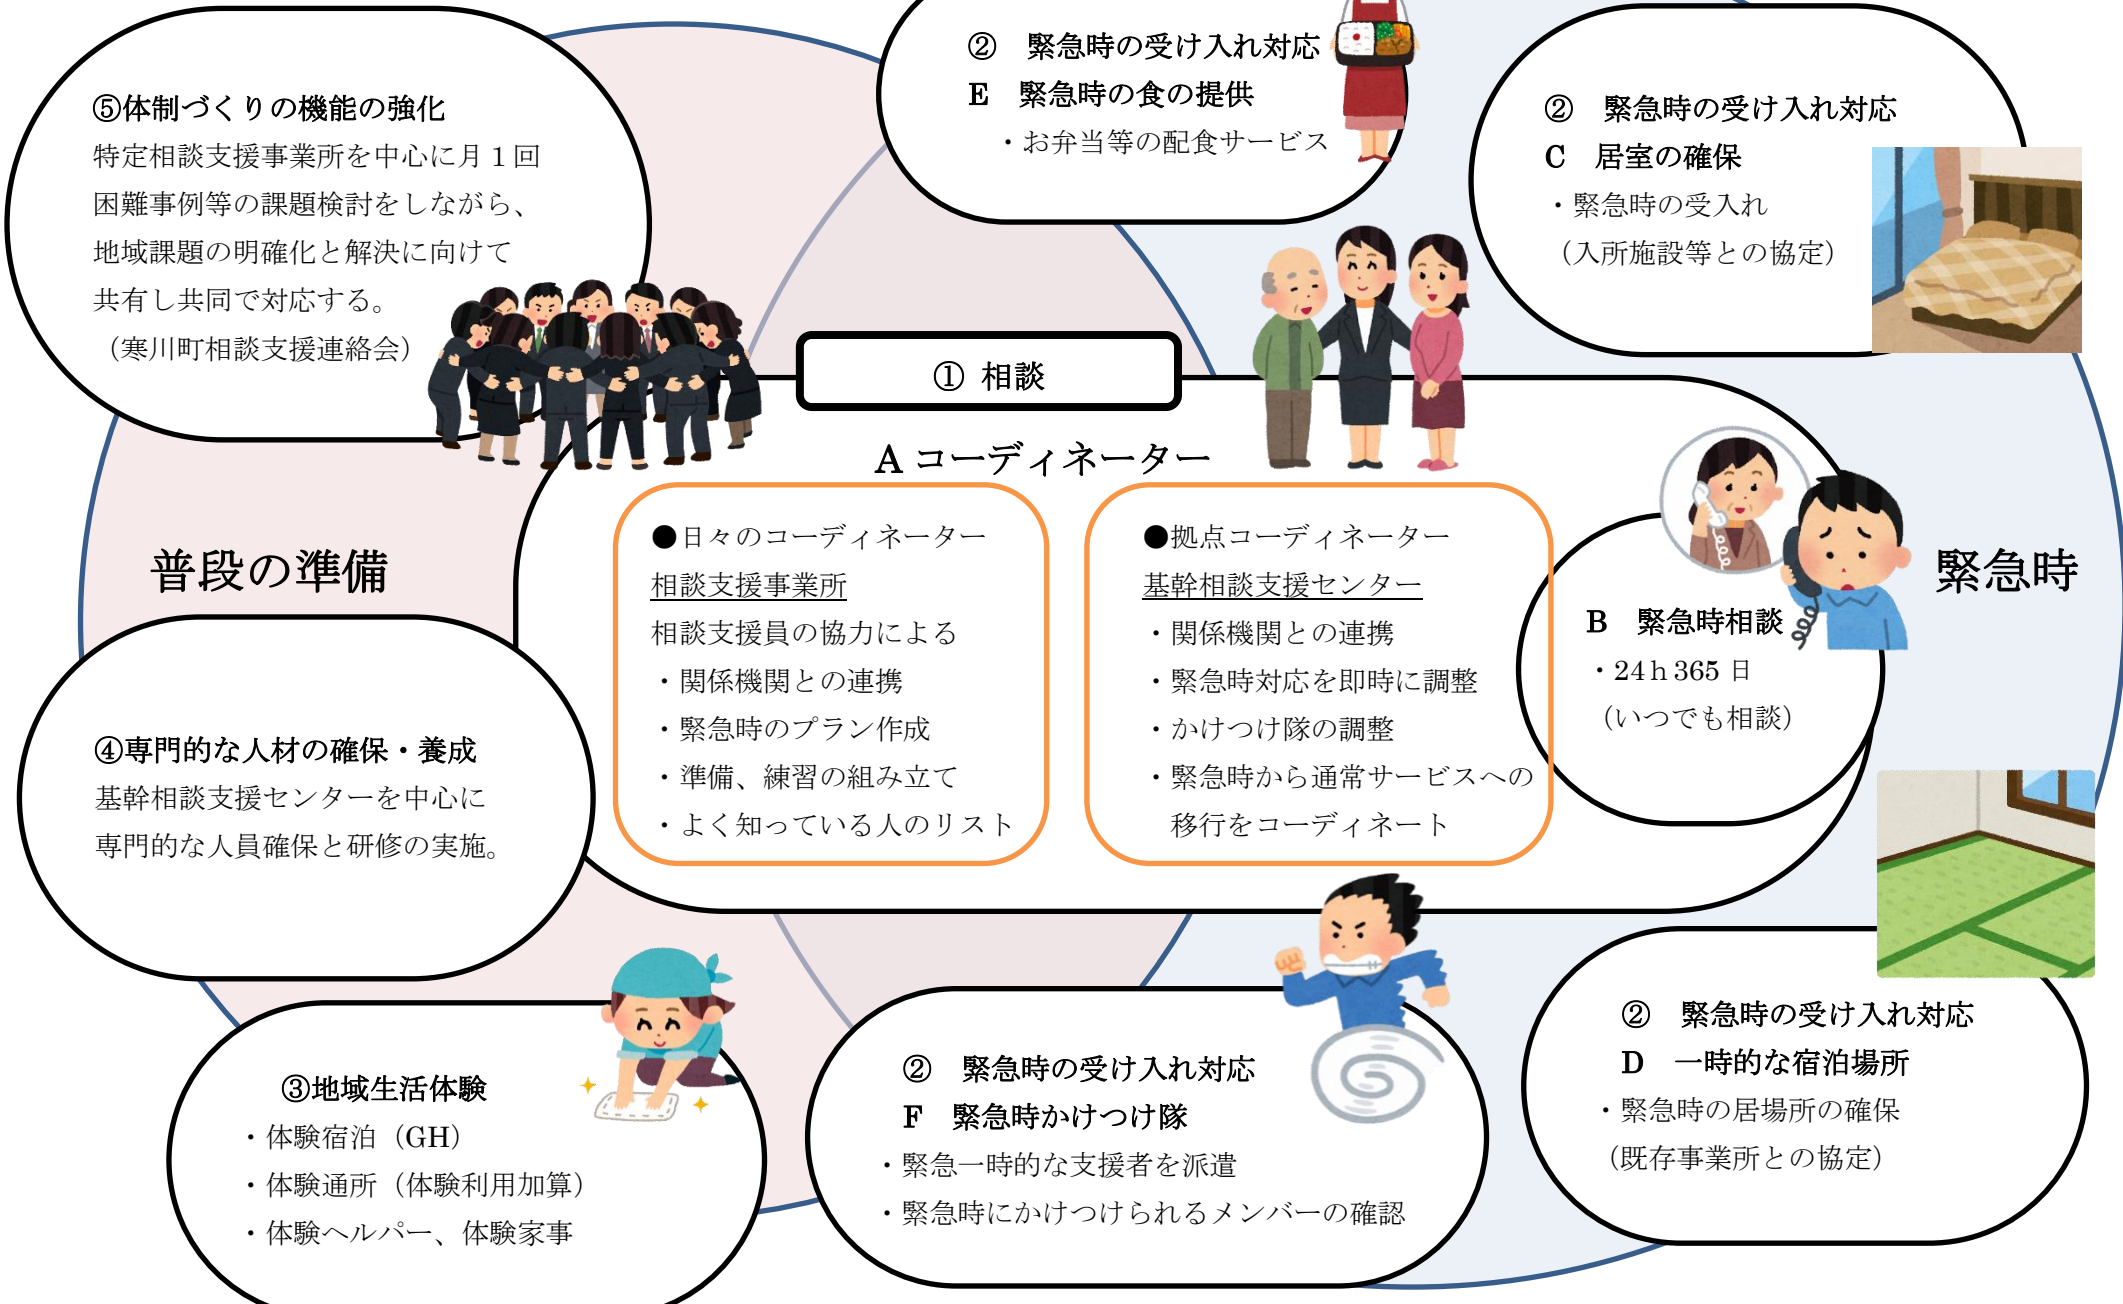 ⑤体制づくりの機能の強化
特定相談支援事業所を中心に月１回
困難事例等の課題検討をしながら、
地域課題の明確化と解決に向けて
共有し共同で対応する。
（寒川町相談支援連絡会）
②　緊急時の受け入れ対応
E　緊急時の食の提供
・お弁当等の配食サービス
②　緊急時の受け入れ対応
C　居室の確保
・緊急時の受入れ
（入所施設等との協定）
① 相談
A コーディネーター
普段の準備
●日々のコーディネーター
相談支援事業所
相談支援員の協力による
・関係機関との連携
・緊急時のプラン作成
・準備、練習の組み立て
・よく知っている人のリスト
●拠点コーディネーター
基幹相談支援センター
・関係機関との連携
・緊急時対応を即時に調整
・かけつけ隊の調整
・緊急時から通常サービスへの
移行をコーディネート
B　緊急時相談
・24ｈ365 日
（いつでも相談）
緊急時
④専門的な人材の確保・養成
基幹相談支援センターを中心に
専門的な人員確保と研修の実施。
③地域生活体験
・体験宿泊（GH）
・体験通所（体験利用加算）
・体験ヘルパー、体験家事
②　緊急時の受け入れ対応
F　緊急時かけつけ隊
・緊急一時的な支援者を派遣
・緊急時にかけつけられるメンバーの確認
②　緊急時の受け入れ対応
D　一時的な宿泊場所
・緊急時の居場所の確保
（既存事業所との協定）